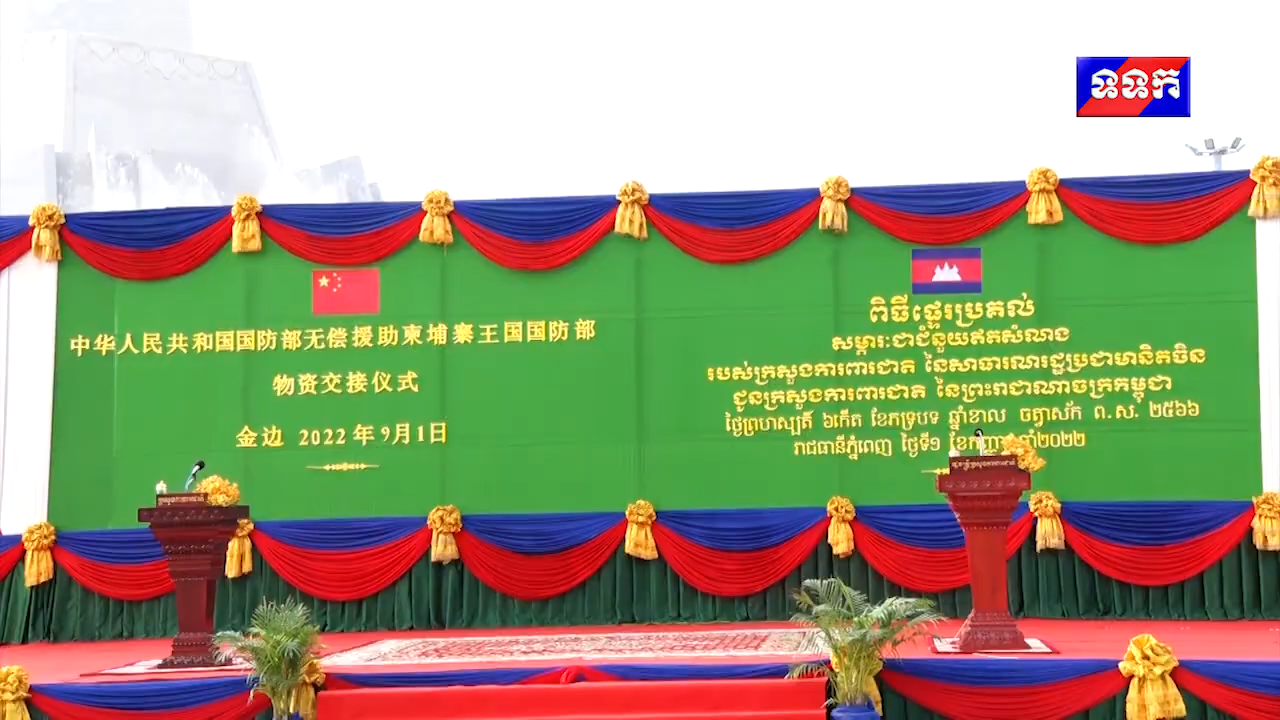 ទទក
中华人民共和国国防部无偿援助柬埔寨王国国防部
物资交接仪式
金边 2022年9月1日
ពិធីផ្ទេរប្រគល់
សម្ភារៈជាជំនួយឥតសំណង
របស់ក្រសួងការពារជាតិ នៃសាធារណរដ្ឋប្រជាមានិតចិន
ជូនក្រសួងការពារជាតិ នៃព្រះរាជាណាចក្រកម្ពុជា
ថ្ងៃព្រហស្បតិ៍ ៦កើត ខែភទ្របទ ឆ្នាំខាល ចត្វាស័ក ព.ស. ២៥៦៦
រាជធានីភ្នំពេញ ថ្ងៃទី១ ខែកញ្ញា ឆ្នាំ២០២២